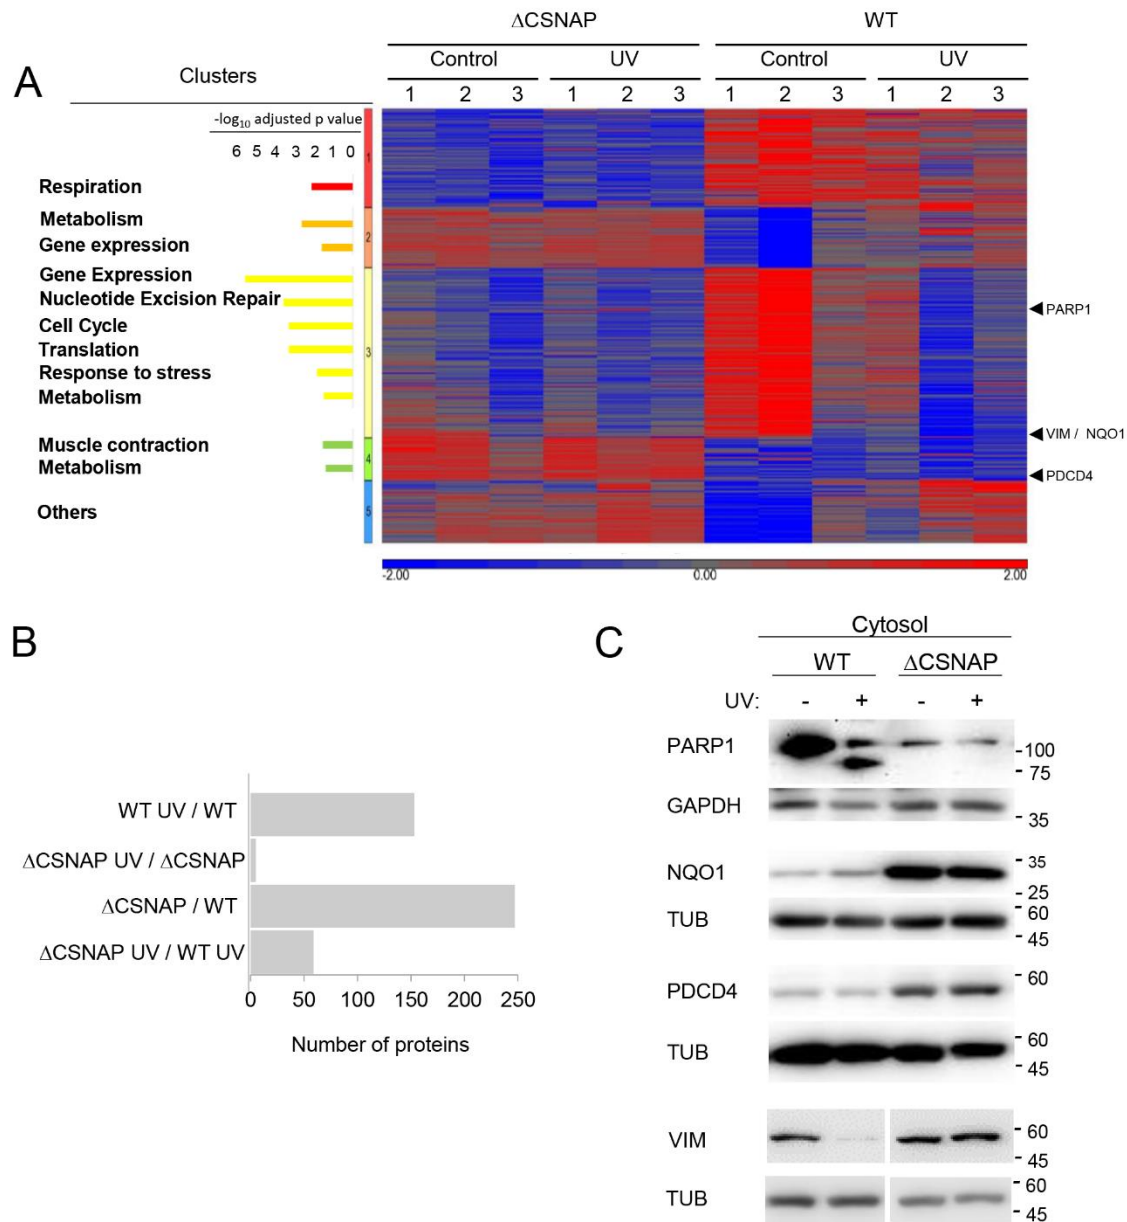 ΔCSNAP WT
A Clusters Control UV Control UV
1 2 3 1 2 3 1 2 3 1 2 3
-log10 adjusted p value
6 5 4 3 2 1 0
Respiration
Metabolism
Gene expression
Gene Expression
Nucleotide Excision Repair
Cell Cycle
Translation
Response to stress
Metabolism
Muscle contraction
Metabolism
Others
1
2
3
4
5
PARP1
VIM / NQO1
PDCD4
-2.00 0.00 2.00
B
WT UV / WT
ΔCSNAP UV / ΔCSNAP
ΔCSNAP / WT
ΔCSNAP UV / WT UV
0 50 100 150 200 250
Number of proteins
C
Cytosol
WT ΔCSNAP
UV: - + - +
PARP1 -100
-75
GAPDH - 35
NQO1 - 35
- 25
TUB - 60
- 45
PDCD4 - 60
TUB - 60
- 45
VIM - 60
- 45
TUB - 60
- 45